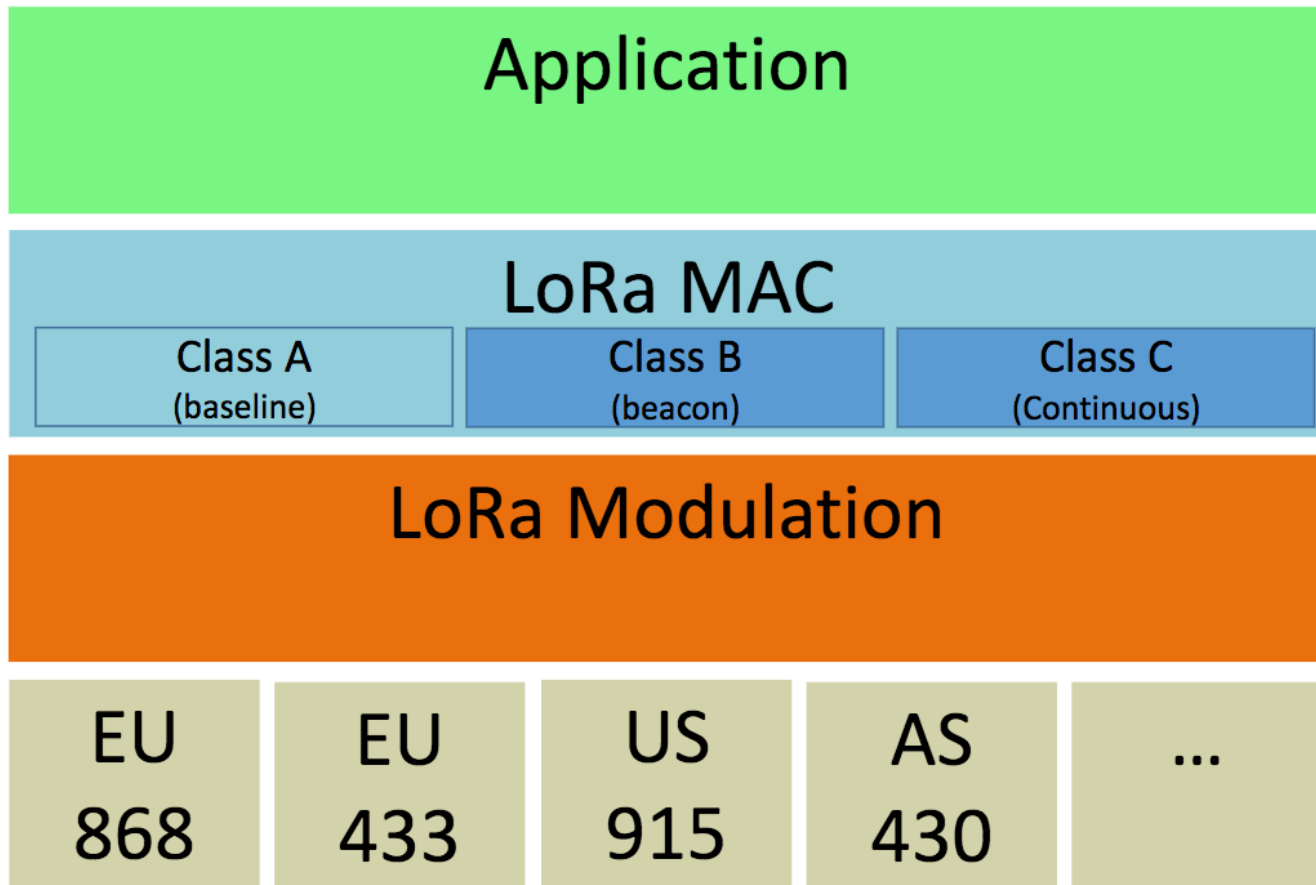 Application
LoRa MAC
Class A
(baseline)
Class B
(beacon)
Class C
(Continuous)
LoRa Modulation
EU
868
EU
433
US
915
AS
430
...